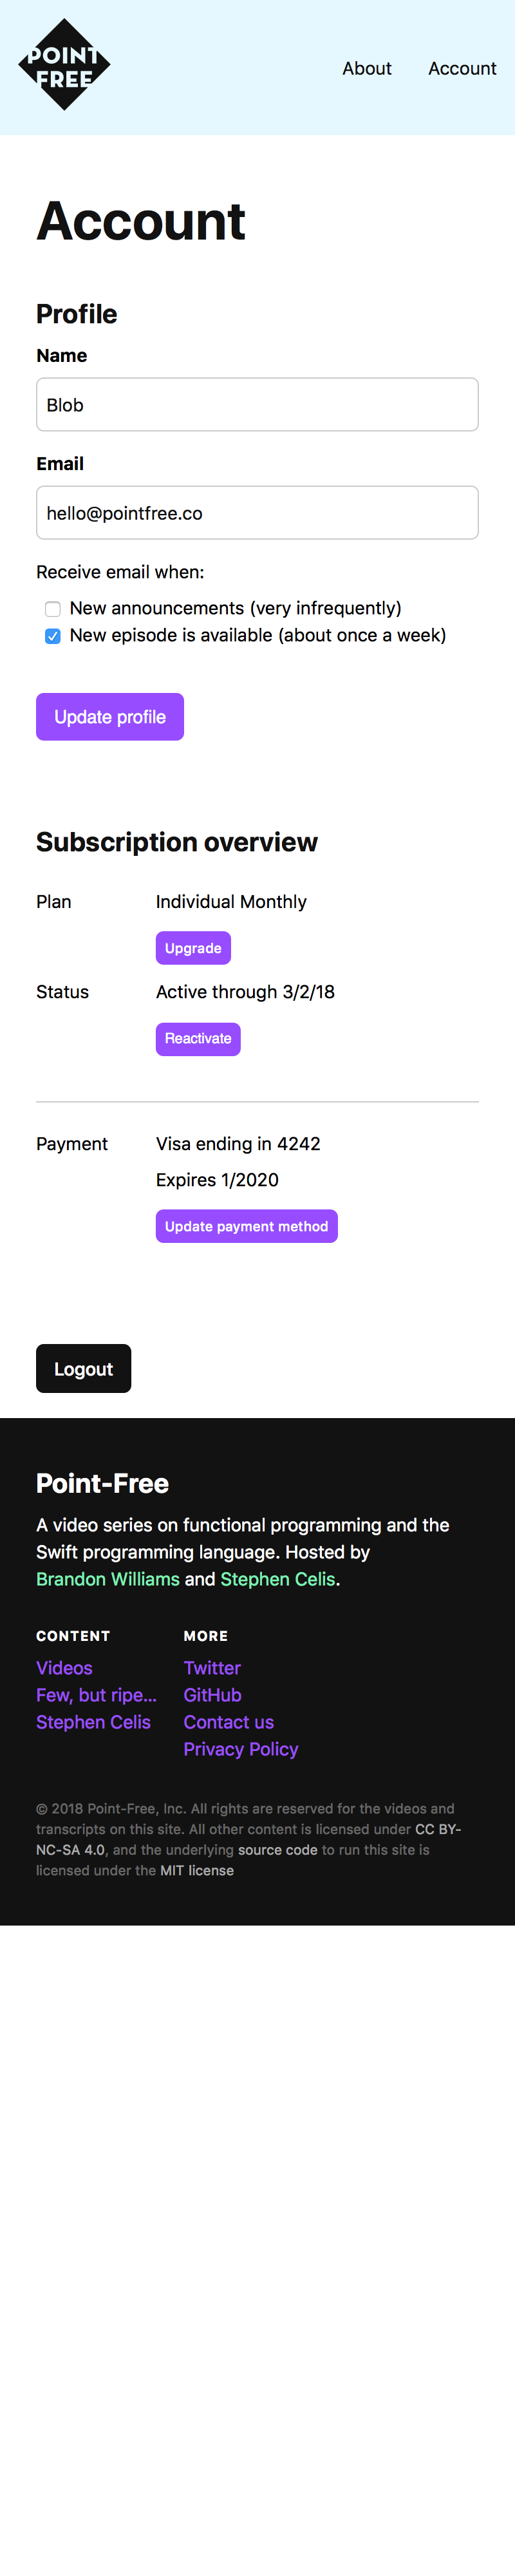 POINT
FREE
About Account
Account
Profile
Name
Blob
Email
hello@pointfree.co
Receive email when:
New announcements (very infrequently)
New episode is available (about once a week)
Update profile
Subscription overview
Plan Individual Monthly
Upgrade
Status Active through 3/2/18
Reactivate
Payment Visa ending in 4242
Expires 1/2020
Update payment method
Logout
Point-Free
A video series on functional programming and the
Swift programming language. Hosted by
Brandon Williams and Stephen Celis.
CONTENT MORE
Videos Twitter
Few, but ripe... GitHub
Stephen Celis Contact us
Privacy Policy
© 2018 Point-Free, Inc. All rights are reserved for the videos and
transcripts on this site. All other content is licensed under CC BY-
NC-SA 4.0, and the underlying source code to run this site is
licensed under the MIT license